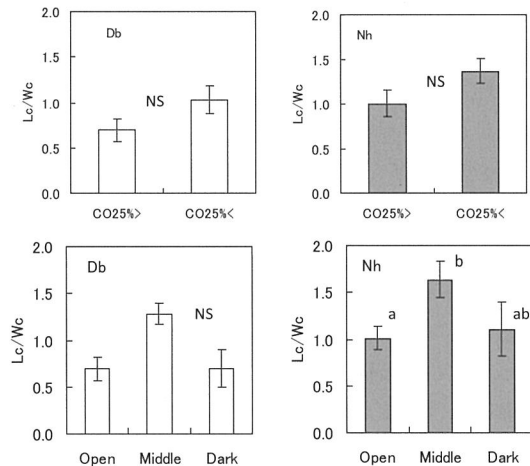 Db
Lc/Wc
2.0
1.5
1.0
0.5
0.0
NS
CO25%> CO25%<
Nh
Lc/Wc
2.0
1.5
1.0
0.5
0.0
NS
CO25%> CO25%<
Db
Lc/Wc
2.0
1.5
1.0
0.5
0.0
NS
Open Middle Dark
Nh
Lc/Wc
2.0
1.5
1.0
0.5
0.0
a b ab
Open Middle Dark